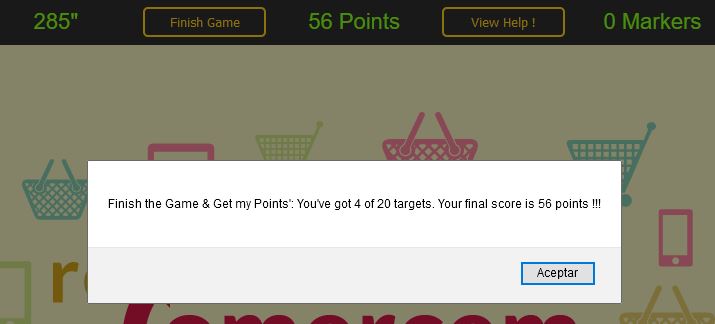 285"
Finish Game
56 Points
View Help !
0 Markers
Finish the Game & Get my Points': You've got 4 of 20 targets. Your final score is 56 points !!!
Aceptar